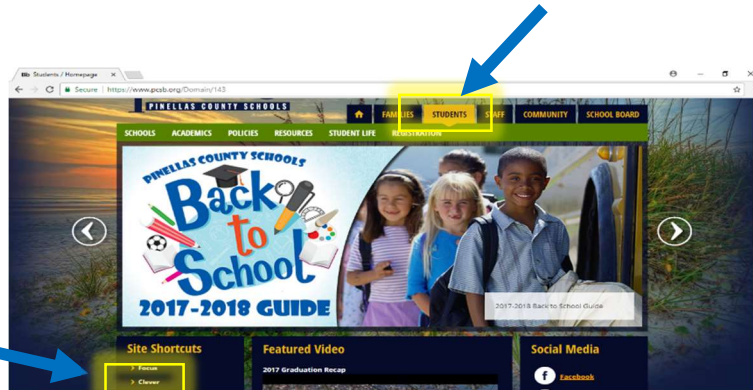 Students / Homepage
Secure | https://www.pcsb.org/Domain/143
PINELLAS COUNTY SCHOOLS
FAMILIES STUDENTS STAFF COMMUNITY SCHOOL BOARD
SCHOOLS ACADEMICS POLICIES RESOURCES STUDENT LIFE REGISTRATION
PINELLAS COUNTY SCHOOLS
Back
to
School
2017-2018 GUIDE
2017-2018 Back to School Guide
Site Shortcuts
> Focus
> Clever
Featured Video
2017 Graduation Recap
Social Media
f Facebook